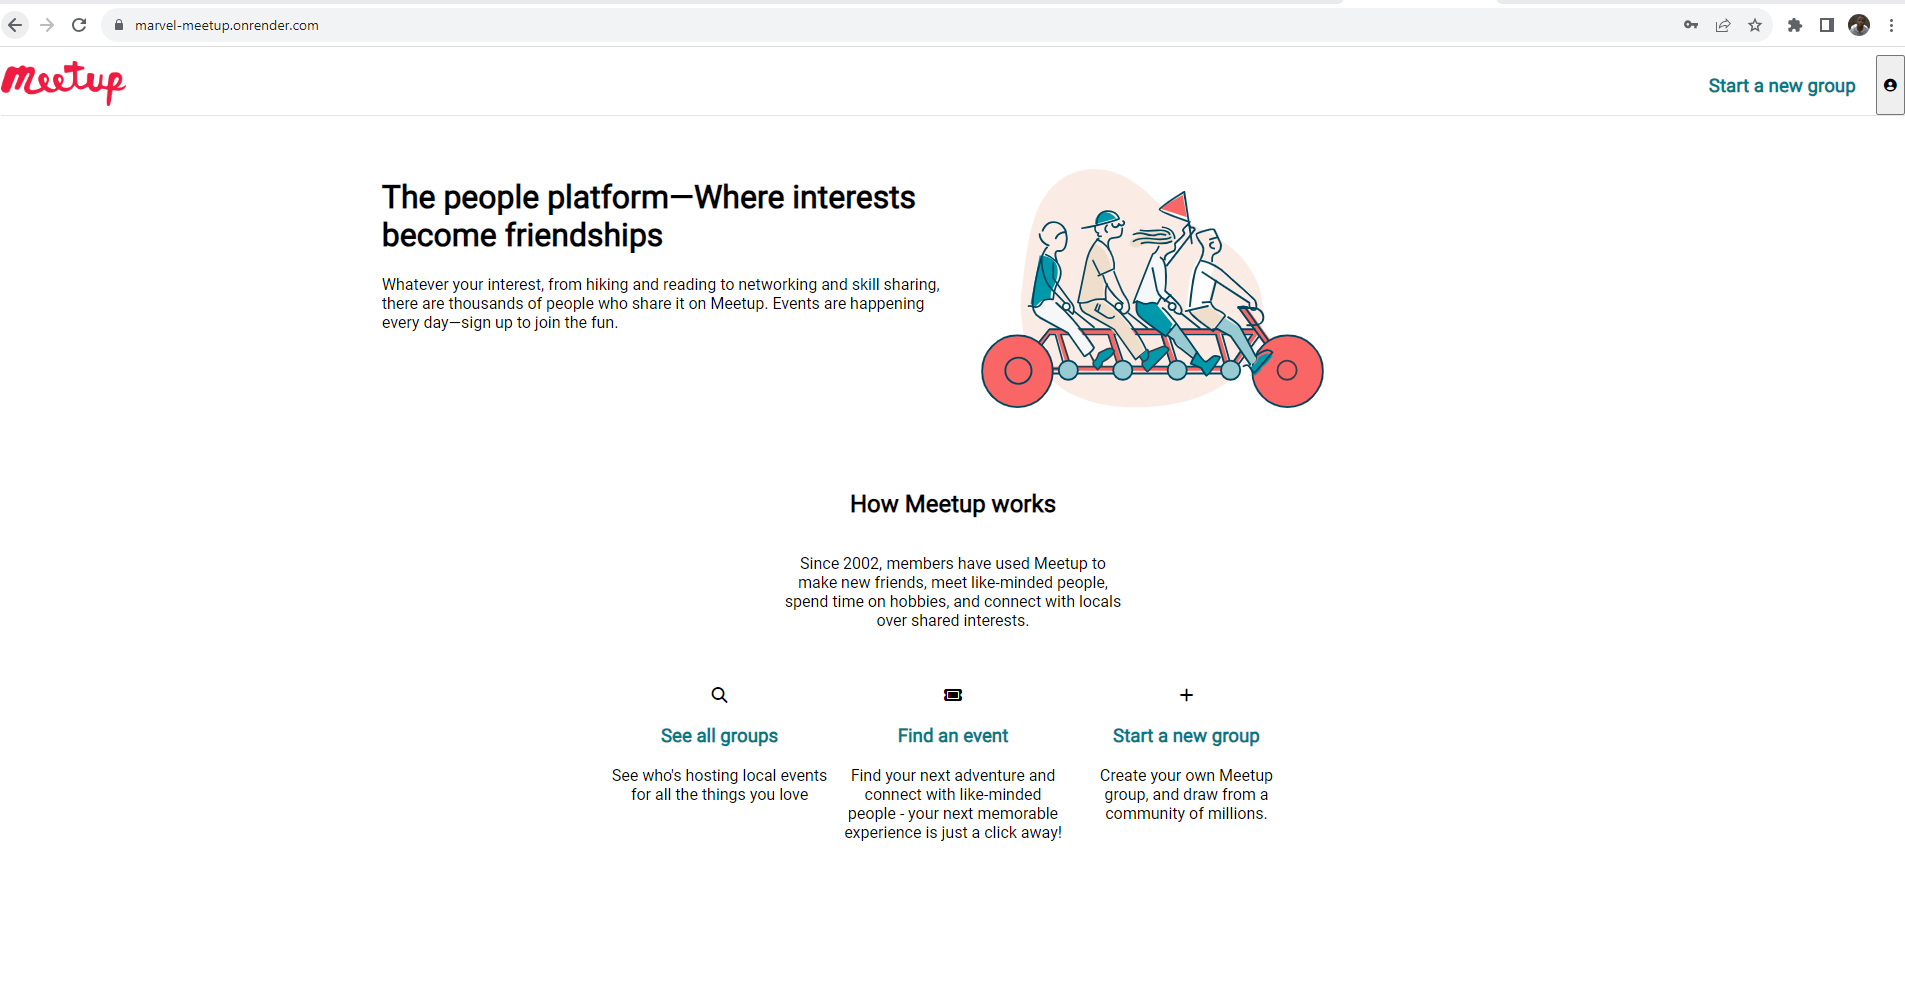 marvel-meetup.onrender.com
meetup
Start a new group
The people platform—Where interests
become friendships
Whatever your interest, from hiking and reading to networking and skill sharing,
there are thousands of people who share it on Meetup. Events are happening
every day—sign up to join the fun.
How Meetup works
Since 2002, members have used Meetup to
make new friends, meet like-minded people,
spend time on hobbies, and connect with locals
over shared interests.
See all groups
See who's hosting local events
for all the things you love
Find an event
Find your next adventure and
connect with like-minded
people - your next memorable
experience is just a click away!
Start a new group
Create your own Meetup
group, and draw from a
community of millions.